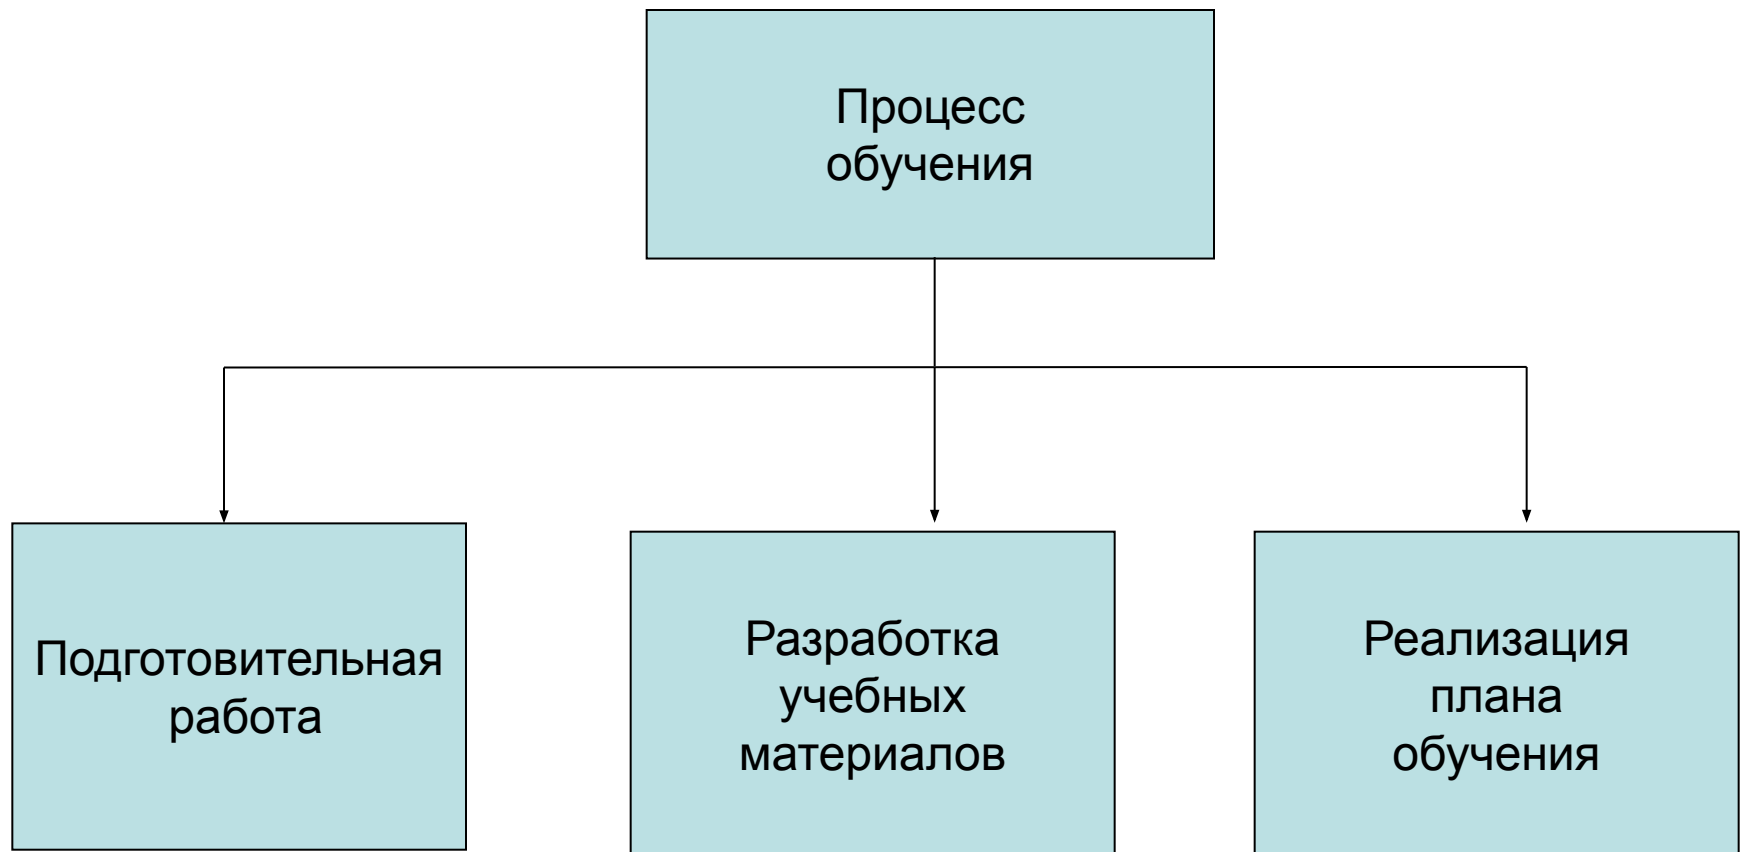 Процесс
обучения
Подготовительная
работа
Разработка
учебных
материалов
Реализация
плана
обучения